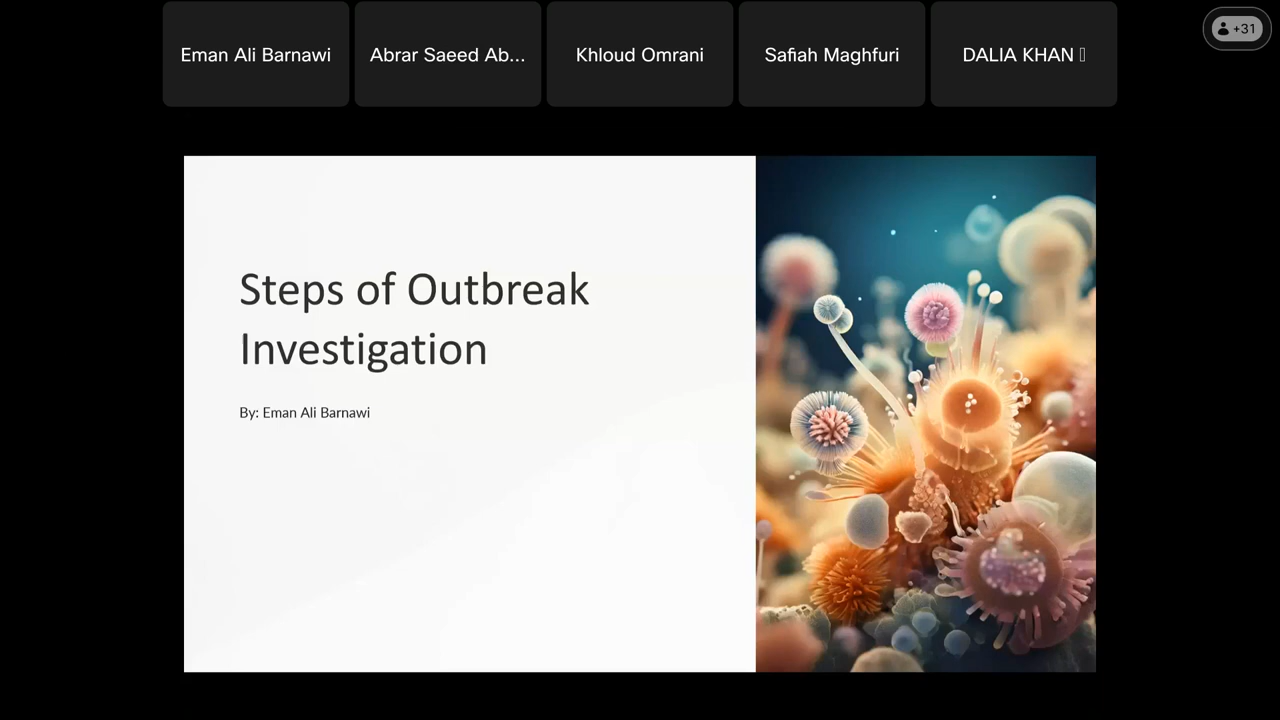 Eman Ali Barnawi
Abrar Saeed Ab...
Khloud Omrani
Safiah Maghfuri
DALIA KHAN
+31
Steps of Outbreak
Investigation
By: Eman Ali Barnawi